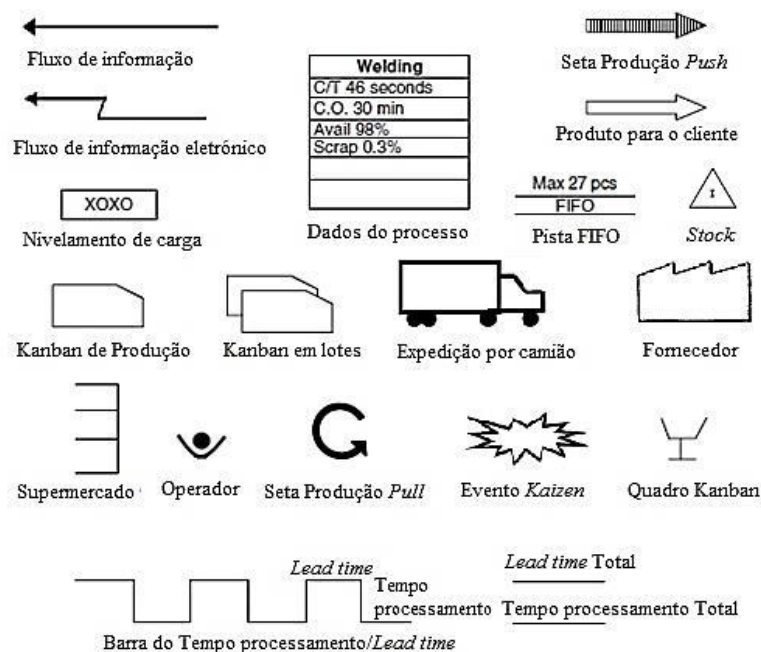 Fluxo de informação
Fluxo de informação eletrónico
Welding
C/T 46 seconds
C.O. 30 min
Avail 98%
Scrap 0.3%
Dados do processo
Seta Produção Push
Produto para o cliente
XOXO
Nivelamento de carga
Max 27 pcs
FIFO
Pista FIFO
I
Stock
Kanban de Produção
Kanban em lotes
Expedição por camião
Fornecedor
Supermercado
Operador
Seta Produção Pull
Evento Kaizen
Quadro Kanban
Lead time
Tempo
processamento
Barra do Tempo processamento/Lead time
Lead time Total
Tempo processamento Total